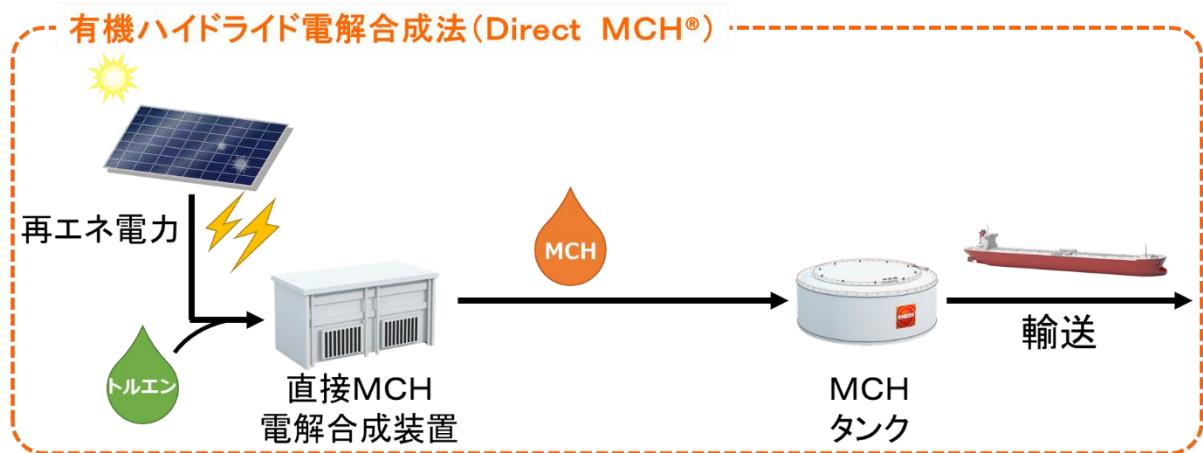 有機ハイドライド電解合成法（Direct MCH®）
再エネ電力
トルエン
直接MCH
電解合成装置
MCH
ENEOS
MCH
タンク
輸送